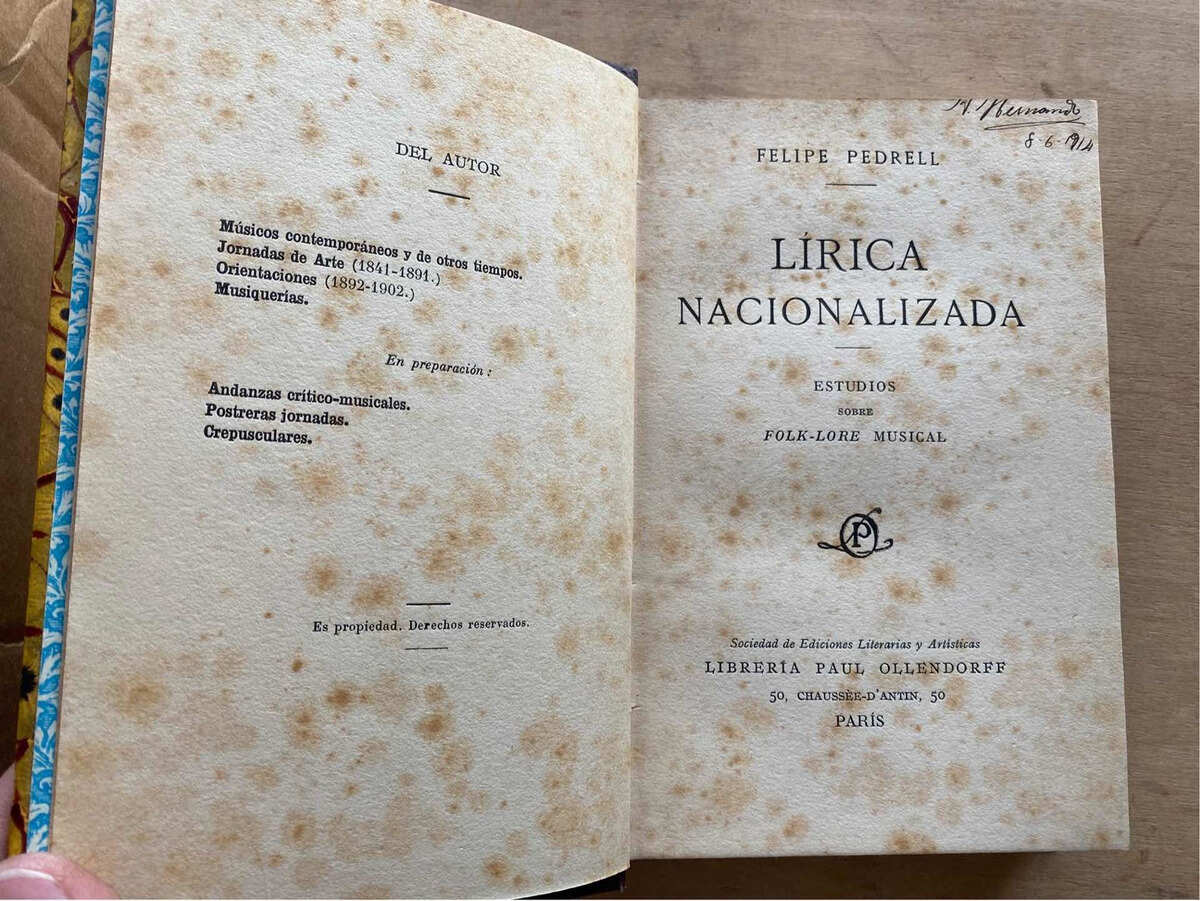 DEL AUTOR
Músicos contemporáneos y de otros tiempos.
Jornadas de Arte (1841-1891.)
Orientaciones (1892-1902.)
Musiquerías.
En preparación:
Andanzas crítico-musicales.
Postreras jornadas.
Crepusculares.
Es propiedad. Derechos reservados.
8-6-1914
FELIPE PEDRELL
LÍRICA
NACIONALIZADA
ESTUDIOS
SOBRE
FOLK-LORE MUSICAL
Sociedad de Ediciones Literarias y Artísticas
LIBRERÍA PAUL OLLENDORFF
50, CHAUSSÈE-D'ANTIN, 50
PARÍS